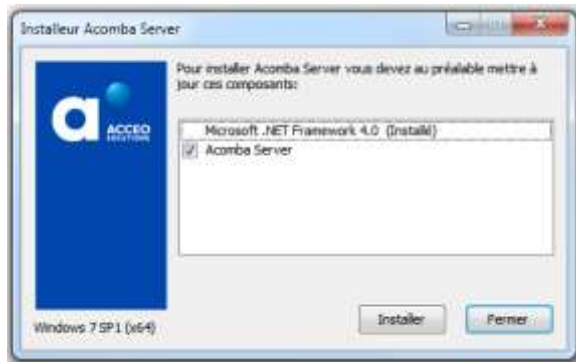 Installeur Acomba Server
Pour installer Acomba Server vous devez au préalable mettre à
jour ces composants:
a
ACCEO
SOLUTIONS
Microsoft .NET Framework 4.0 (Installé)
Acomba Server
Windows 7 SP1 (x64)
Installer
Fermer